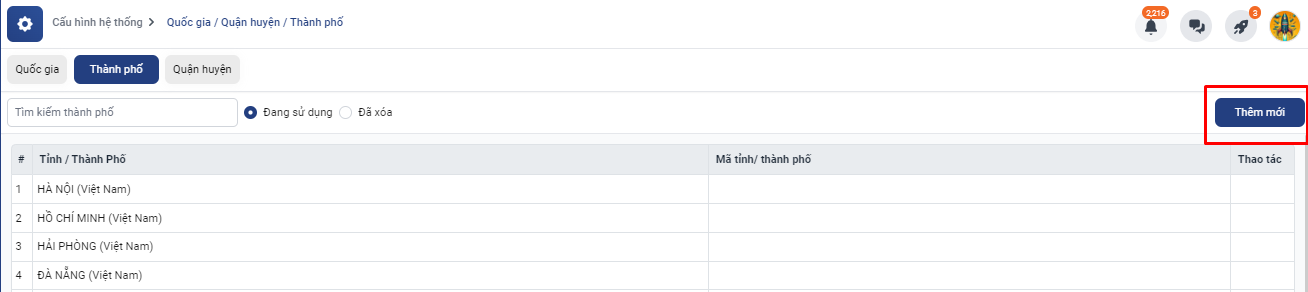 Cấu hình hệ thống > Quốc gia / Quận huyện / Thành phố
2,216
3
Quốc gia Thành phố Quận huyện
Tìm kiếm thành phố Đang sử dụng Đã xóa Thêm mới
# Tỉnh / Thành Phố Mã tỉnh/ thành phố Thao tác
1 HÀ NỘI (Việt Nam)
2 HỒ CHÍ MINH (Việt Nam)
3 HẢI PHÒNG (Việt Nam)
4 ĐÀ NẴNG (Việt Nam)